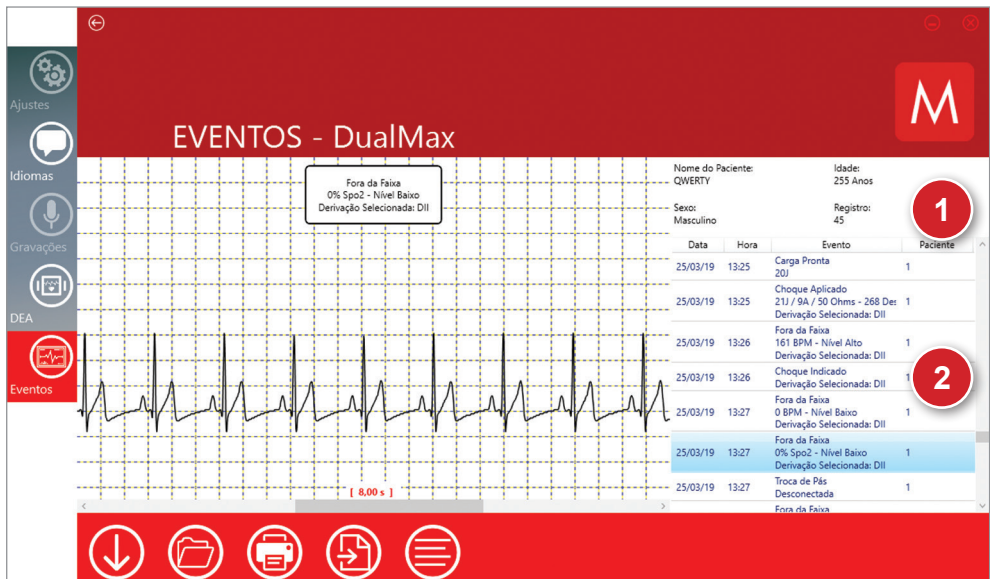 Ajustes
Idiomas
Gravações
DEA
Eventos
M
EVENTOS - DualMax
Fora da Faixa
0% Spo2 - Nível Baixo
Derivação Selecionada: DII
[ 8,00 s ]
Nome do Paciente: Idade:
QWERTY 255 Anos
Sexo: Registro:
Masculino 45
1
Data Hora Evento Paciente
25/03/19 13:25 Carga Pronta 1
20J
25/03/19 13:25 Choque Aplicado 1
21J / 9A / 50 Ohms - 268 Des
Derivação Selecionada: DII
25/03/19 13:26 Fora da Faixa 1
161 BPM - Nível Alto
Derivação Selecionada: DII
25/03/19 13:26 Choque Indicado 1
Derivação Selecionada: DII
2
25/03/19 13:27 Fora da Faixa 1
0 BPM - Nível Baixo
Derivação Selecionada: DII
25/03/19 13:27 Fora da Faixa 1
0% Spo2 - Nível Baixo
Derivação Selecionada: DII
25/03/19 13:27 Troca de Pás 1
Desconectada
Fora da Faixa